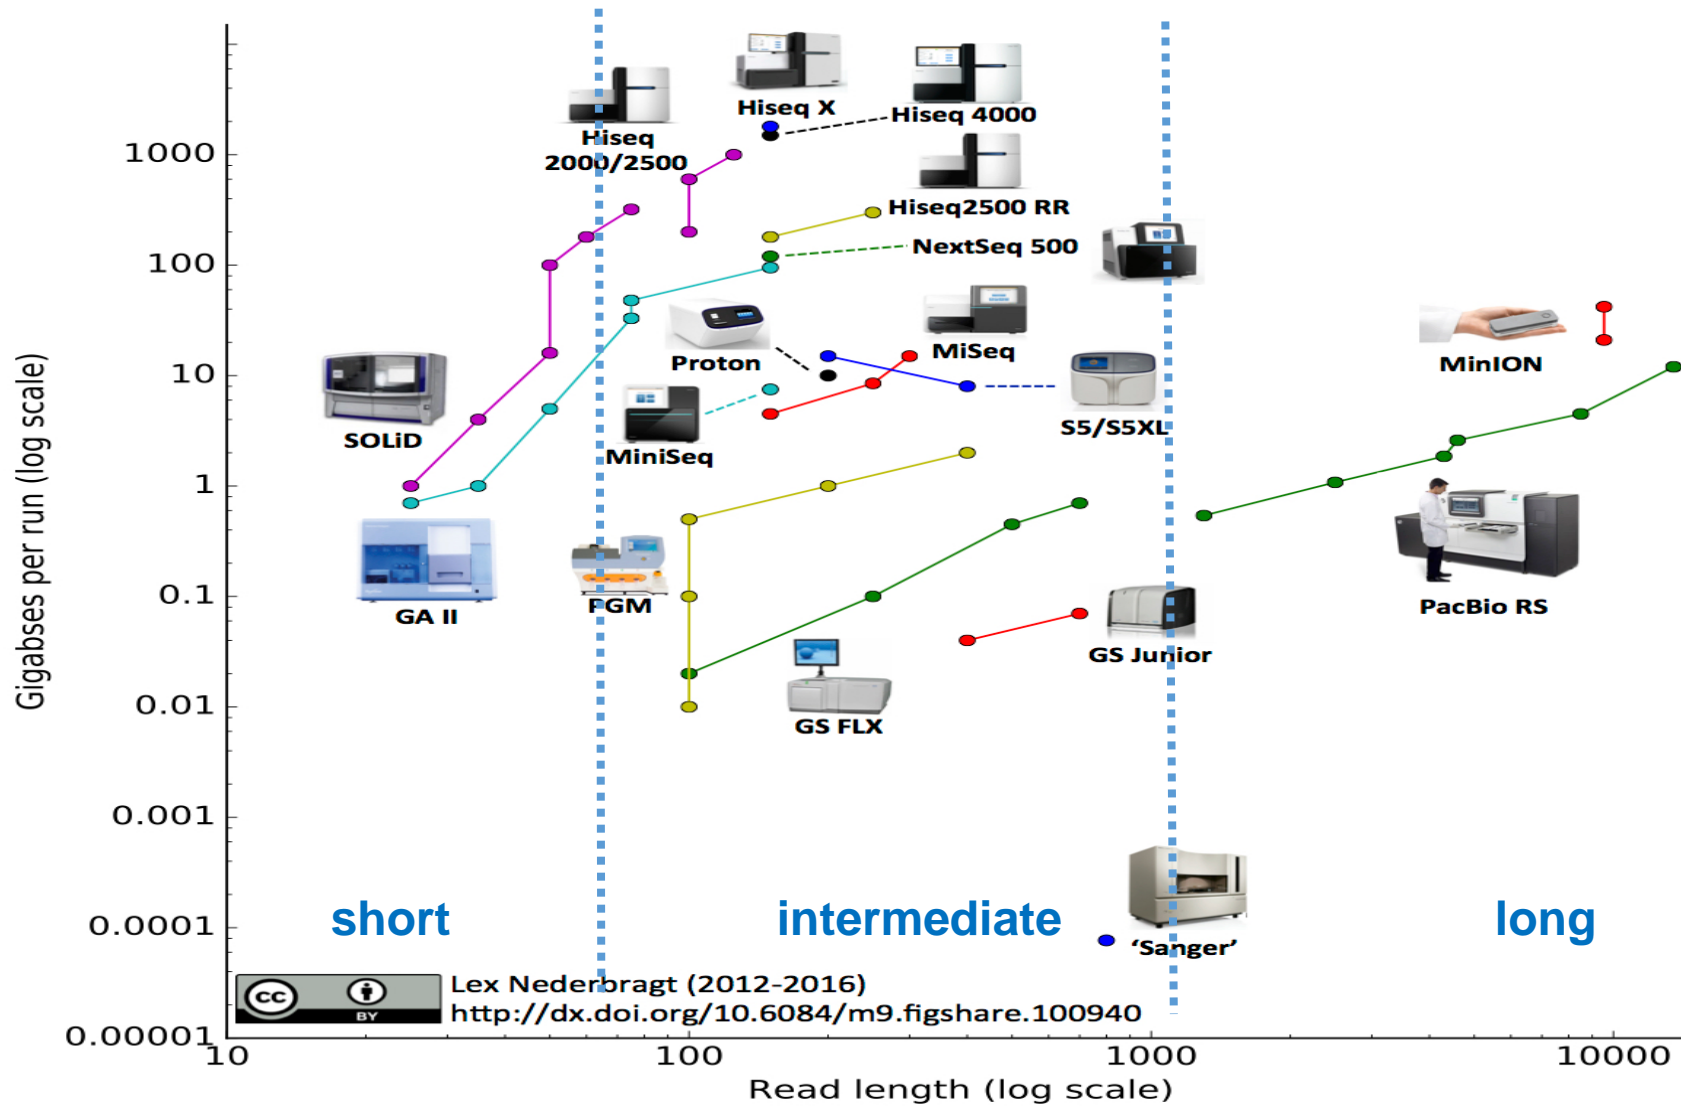 Hiseq X
Hiseq 4000
Hiseq
2000/2500
1000
Hiseq2500 RR
NextSeq 500
100
MiSeq
Proton
MinION
10
S5/S5XL
SOLiD
MiniSeq
1
GA II
PGM
0.1
PacBio RS
GS Junior
GS FLX
0.01
0.001
short
intermediate
long
0.0001
'Sanger'
cc
BY
Lex Nederbragt (2012-2016)
http://dx.doi.org/10.6084/m9.figshare.100940
0.00001
10
100
1000
10000
Read length (log scale)
Gigabses per run (log scale)